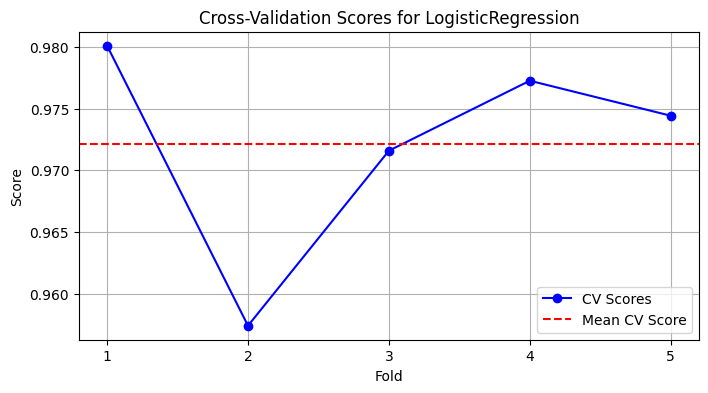 Cross-Validation Scores for LogisticRegression
0.980
0.975
0.970
0.965
0.960
Score
1 2 3 4 5
Fold
CV Scores
Mean CV Score